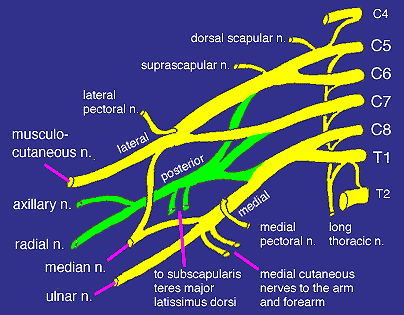 C4
dorsal scapular n.
C5
suprascapular n.
C6
lateral
pectoral n.
C7
musculo-
cutaneous n.
lateral
C8
posterior
T1
axillary n.
medial
T2
radial n.
medial
pectoral n.
long
thoracic n.
median n.
to subscapularis
teres major
latissimus dorsi
medial cutaneous
nerves to the arm
and forearm
ulnar n.